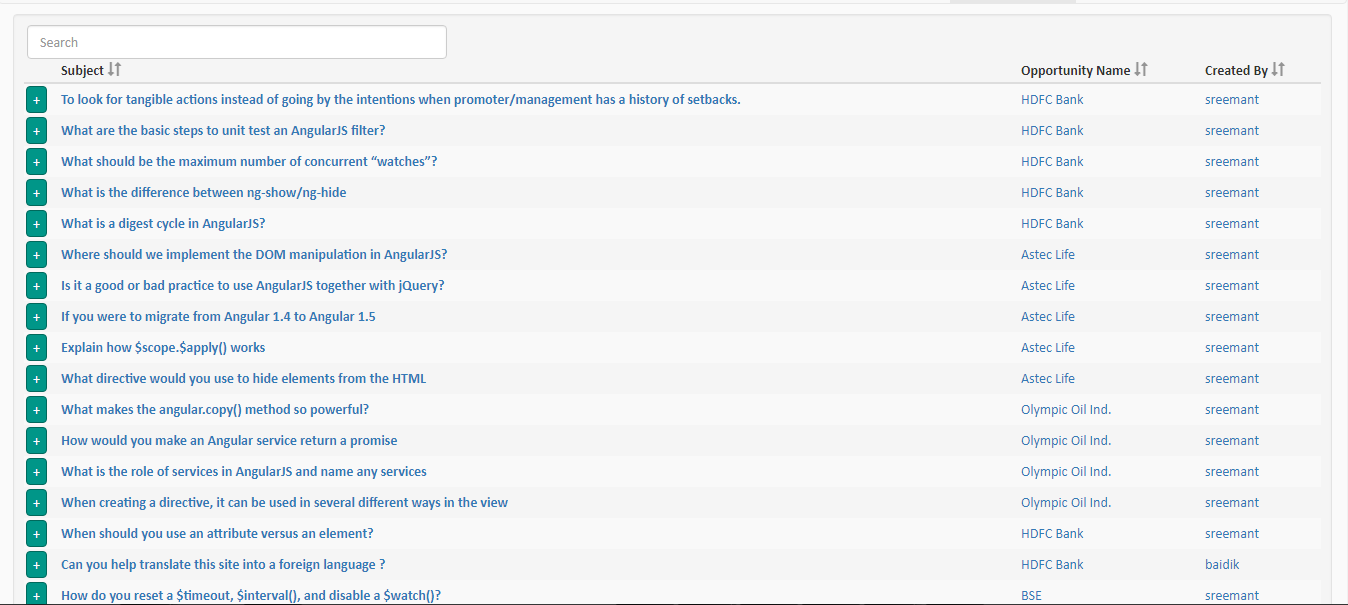 Search
Subject Opportunity Name Created By
+ To look for tangible actions instead of going by the intentions when promoter/management has a history of setbacks. HDFC Bank sreemant
+ What are the basic steps to unit test an AngularJS filter? HDFC Bank sreemant
+ What should be the maximum number of concurrent “watches”? HDFC Bank sreemant
+ What is the difference between ng-show/ng-hide HDFC Bank sreemant
+ What is a digest cycle in AngularJS? HDFC Bank sreemant
+ Where should we implement the DOM manipulation in AngularJS? Astec Life sreemant
+ Is it a good or bad practice to use AngularJS together with jQuery? Astec Life sreemant
+ If you were to migrate from Angular 1.4 to Angular 1.5 Astec Life sreemant
+ Explain how $scope.$apply() works Astec Life sreemant
+ What directive would you use to hide elements from the HTML Astec Life sreemant
+ What makes the angular.copy() method so powerful? Olympic Oil Ind. sreemant
+ How would you make an Angular service return a promise Olympic Oil Ind. sreemant
+ What is the role of services in AngularJS and name any services Olympic Oil Ind. sreemant
+ When creating a directive, it can be used in several different ways in the view Olympic Oil Ind. sreemant
+ When should you use an attribute versus an element? HDFC Bank sreemant
+ Can you help translate this site into a foreign language ? HDFC Bank baidik
+ How do you reset a $timeout, $interval(), and disable a $watch()? BSE sreemant